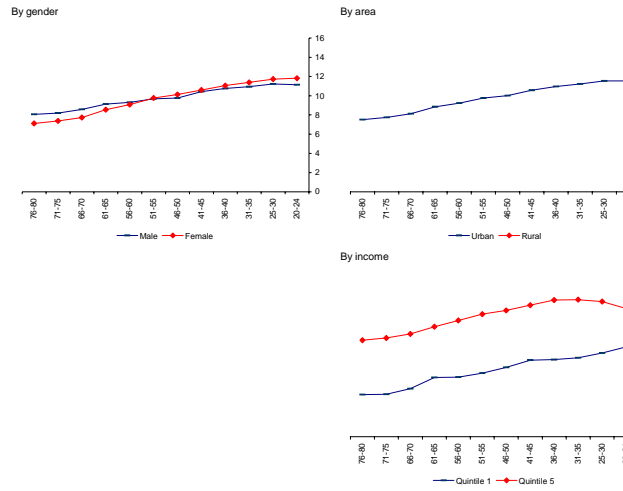 By gender
16
14
12
10
8
6
4
2
0
76-80 71-75 66-70 61-65 56-60 51-55 46-50 41-45 36-40 31-35 25-30 20-24
Male Female
By area
76-80 71-75 66-70 61-65 56-60 51-55 46-50 41-45 36-40 31-35 25-30
Urban Rural
By income
76-80 71-75 66-70 61-65 56-60 51-55 46-50 41-45 36-40 31-35 25-30
Quintile 1 Quintile 5